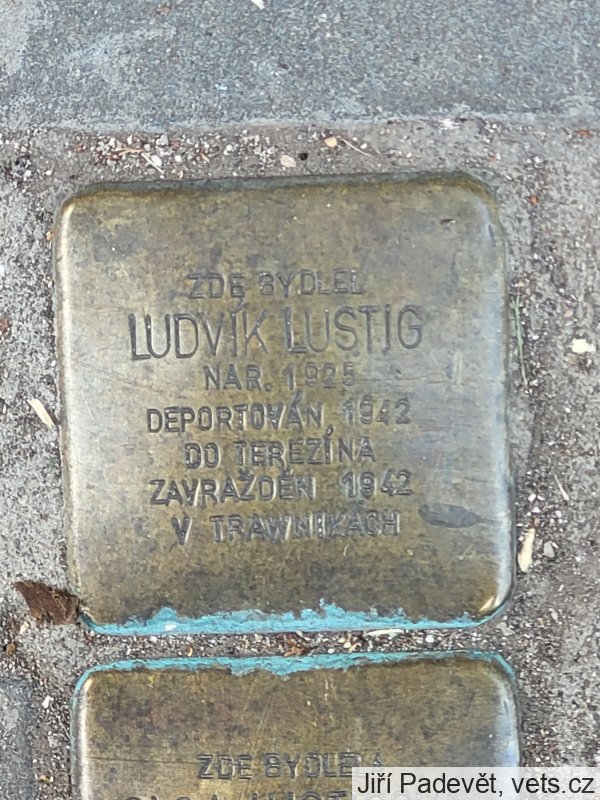 ZDE BYDLEL
LUDVÍK LUSTIG
NAR. 1925
DEPORTOVÁN 1942
DO TEREZÍNA
ZAVRAŽDĚN 1942
V TRAWNIKÁCH
ZDE BYDLELA
Jiří Padevět, vets.cz